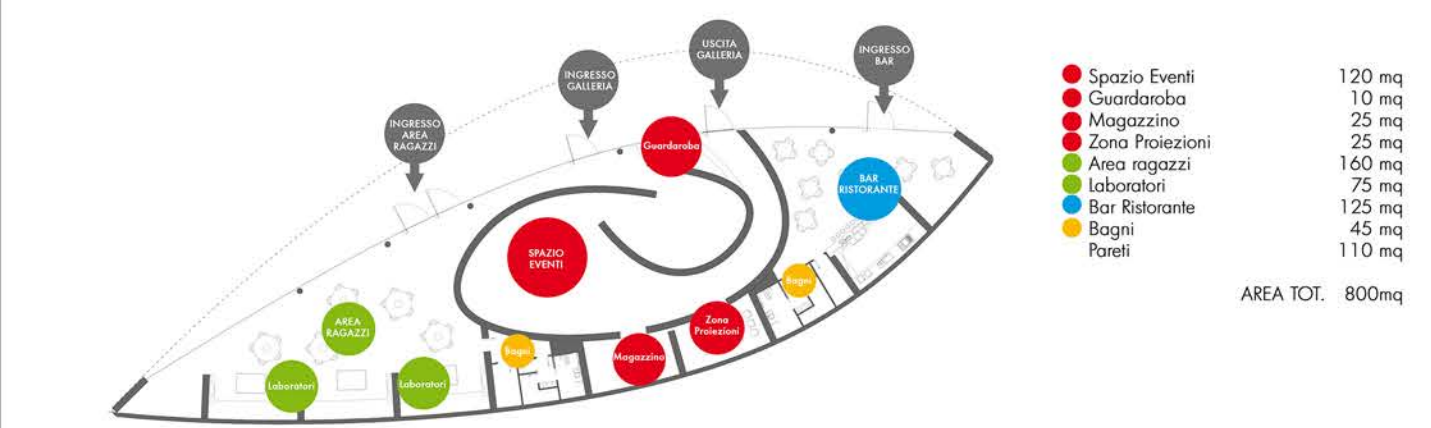 USCITA
GALLERIA
INGRESSO
BAR
INGRESSO
GALLERIA
INGRESSO
AREA
RAGAZZI
Guardaroba
BAR
RISTORANTE
SPAZIO
EVENTI
Bagni
AREA
RAGAZZI
Zona
Proiezioni
Bagni
Magazzino
Laboratori
Laboratori
Spazio Eventi 120 mq
Guardaroba 10 mq
Magazzino 25 mq
Zona Proiezioni 25 mq
Area ragazzi 160 mq
Laboratori 75 mq
Bar Ristorante 125 mq
Bagni 45 mq
Pareti 110 mq
AREA TOT. 800mq